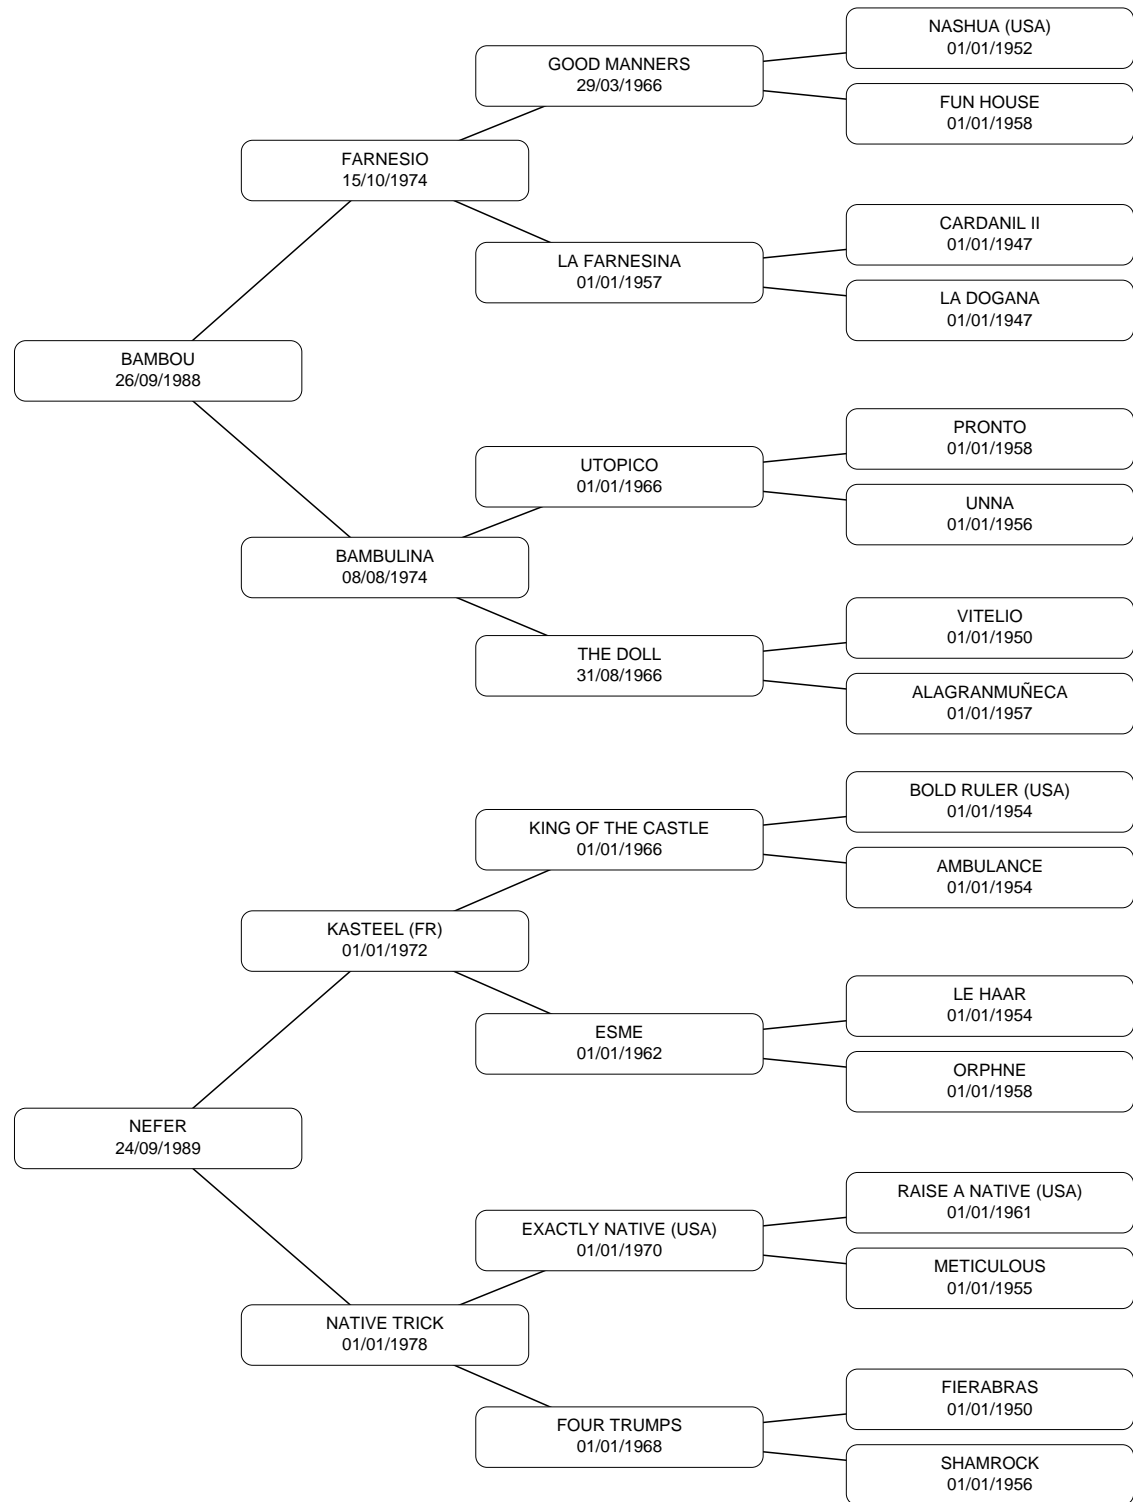 NASHUA (USA)
01/01/1952
GOOD MANNERS
29/03/1966
FUN HOUSE
01/01/1958
FARNESIO
15/10/1974
CARDANIL II
01/01/1947
LA FARNESINA
01/01/1957
LA DOGANA
01/01/1947
BAMBOU
26/09/1988
PRONTO
01/01/1958
UTOPICO
01/01/1966
UNNA
01/01/1956
BAMBULINA
08/08/1974
VITELIO
01/01/1950
THE DOLL
31/08/1966
ALAGRANMUÑECA
01/01/1957
BOLD RULER (USA)
01/01/1954
KING OF THE CASTLE
01/01/1966
AMBULANCE
01/01/1954
KASTEEL (FR)
01/01/1972
LE HAAR
01/01/1954
ESME
01/01/1962
ORPHNE
01/01/1958
NEFER
24/09/1989
RAISE A NATIVE (USA)
01/01/1961
EXACTLY NATIVE (USA)
01/01/1970
METICULOUS
01/01/1955
NATIVE TRICK
01/01/1978
FIERABRAS
01/01/1950
FOUR TRUMPS
01/01/1968
SHAMROCK
01/01/1956